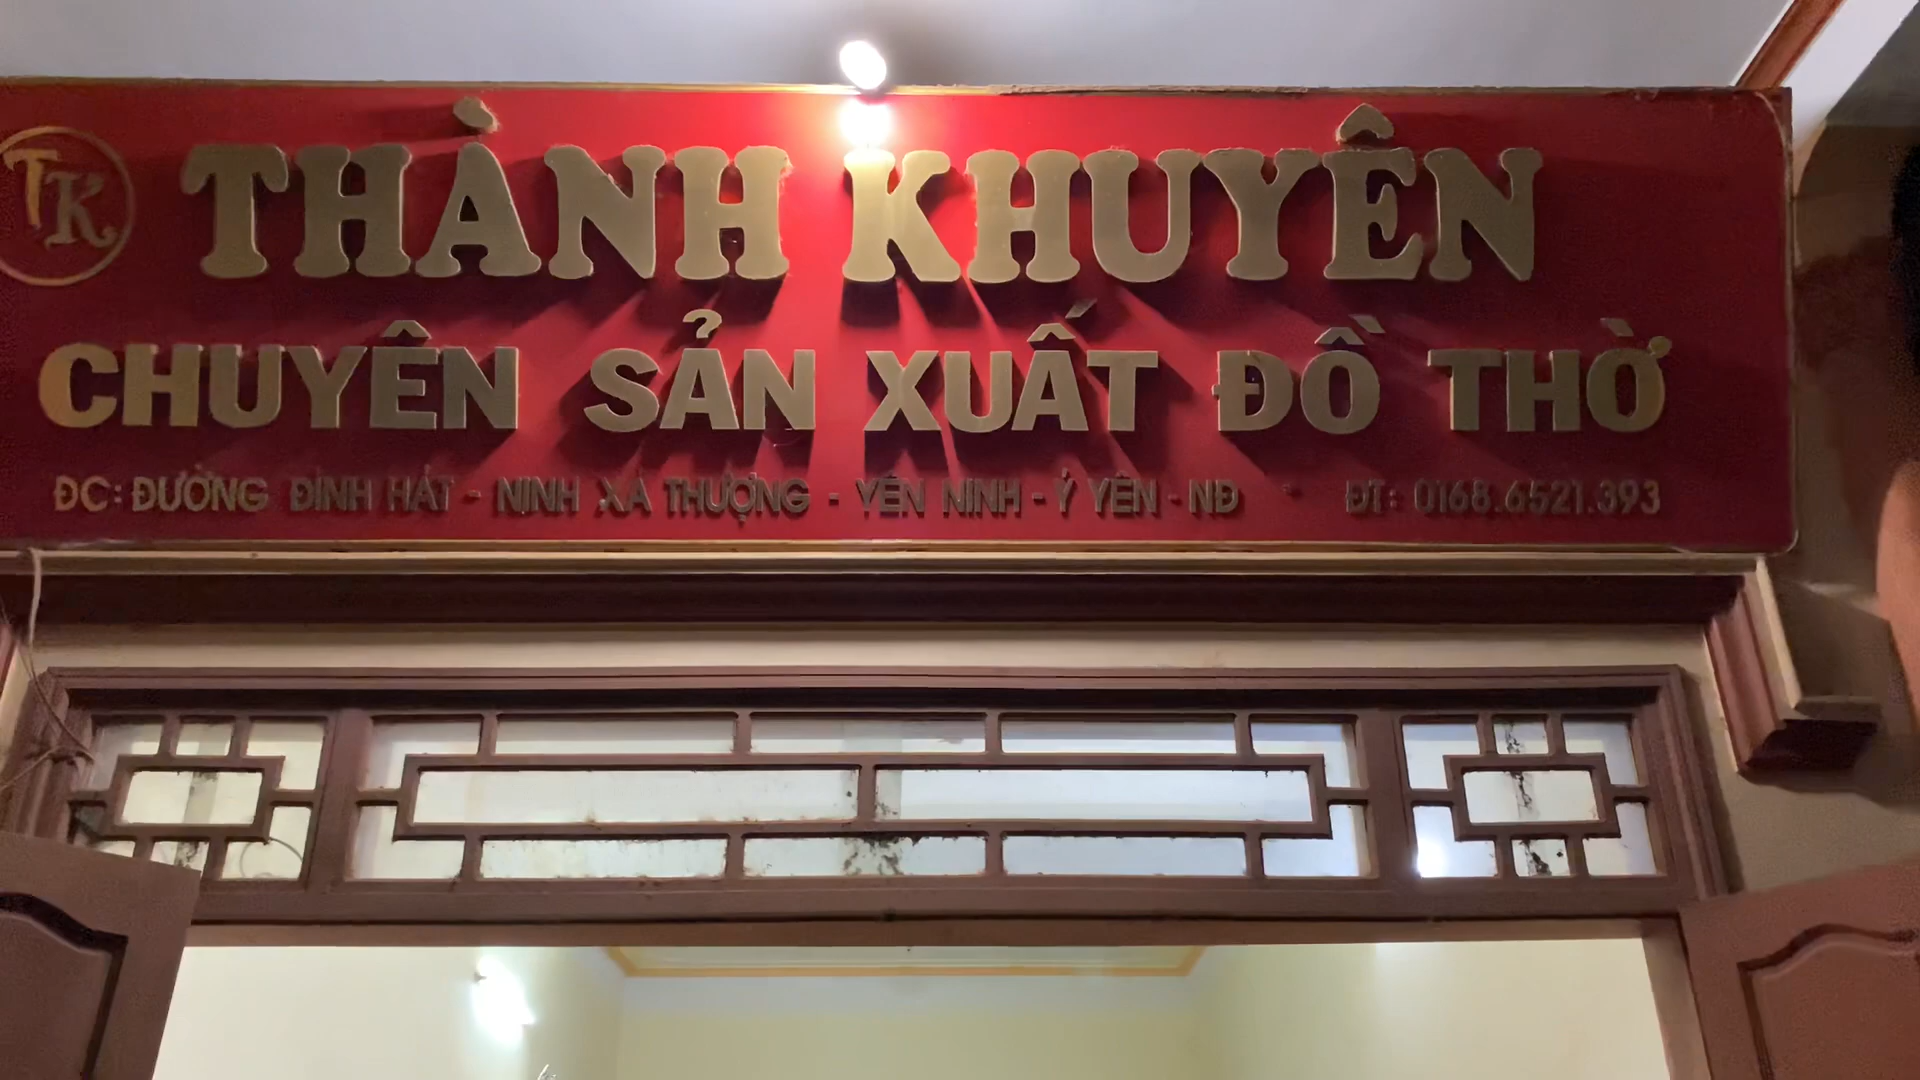 TK
THÀNH KHUYÊN
CHUYÊN SẢN XUẤT ĐỒ THỜ
ĐC: ĐƯỜNG ĐÌNH HÁT - NINH XÁ THƯỢNG - YÊN NINH - Ý YÊN - NĐ - ĐT: 0168.6521.393